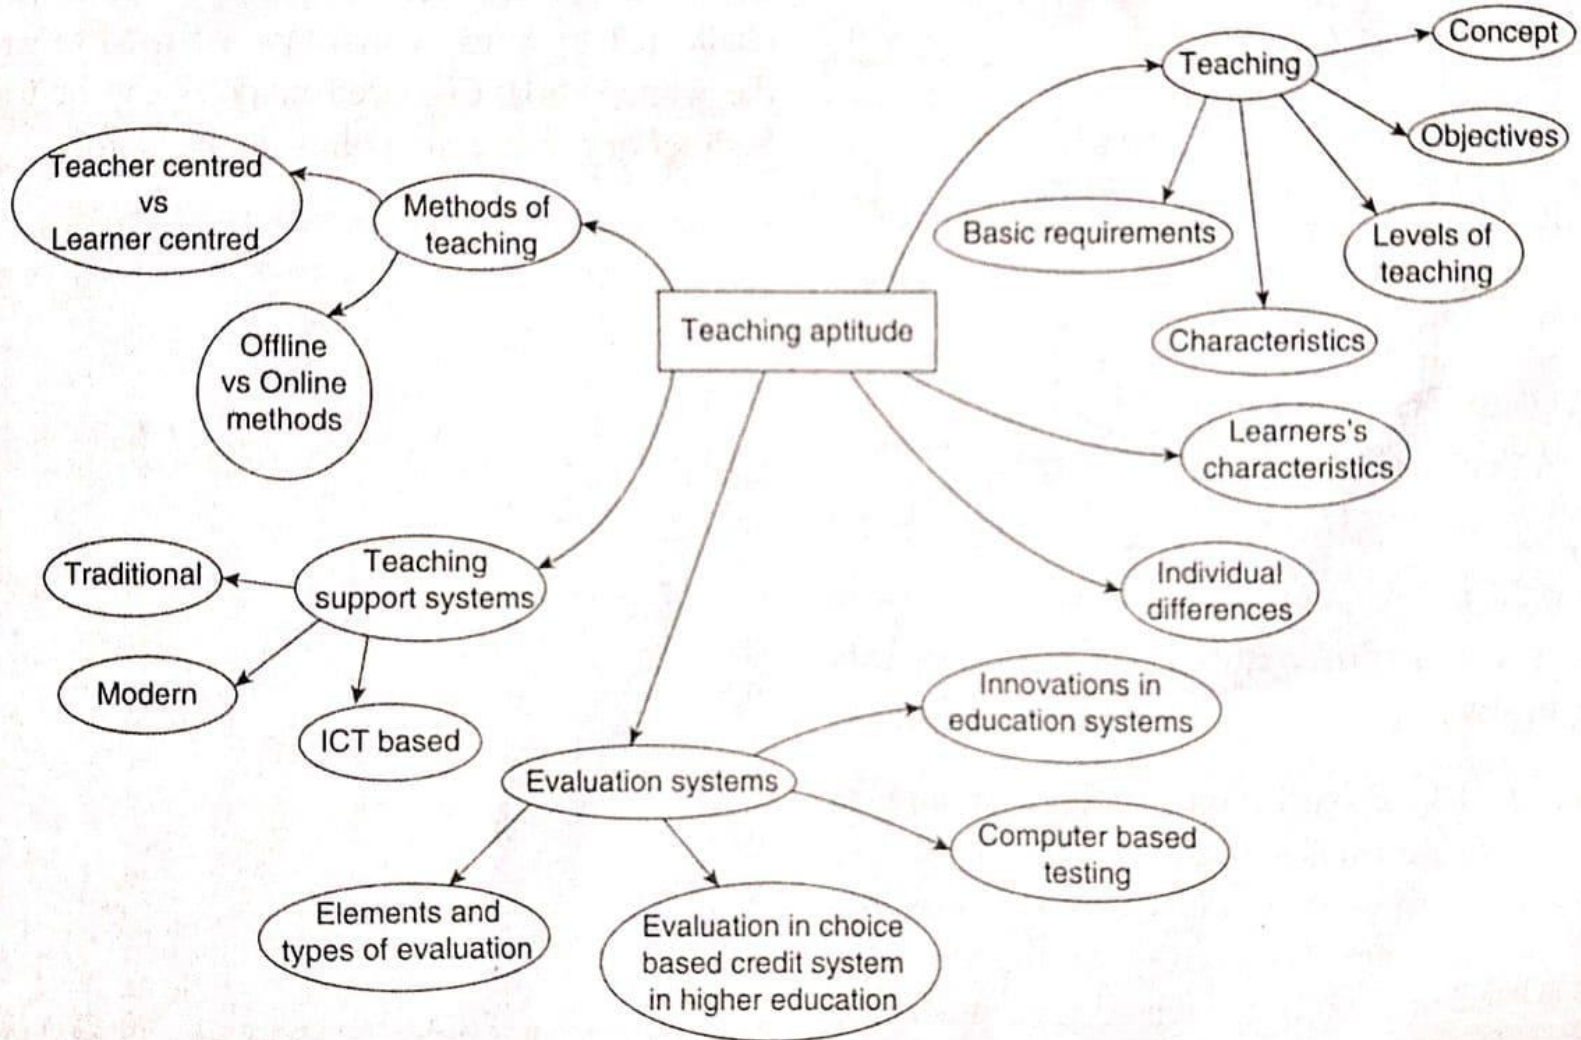 Concept
Teaching
Objectives
Basic requirements
Levels of
teaching
Characteristics
Teacher centred
vs
Learner centred
Methods of
teaching
Offline
vs Online
methods
Teaching aptitude
Learners's
characteristics
Individual
differences
Traditional
Teaching
support systems
Modern
ICT based
Innovations in
education systems
Evaluation systems
Computer based
testing
Elements and
types of evaluation
Evaluation in choice
based credit system
in higher education